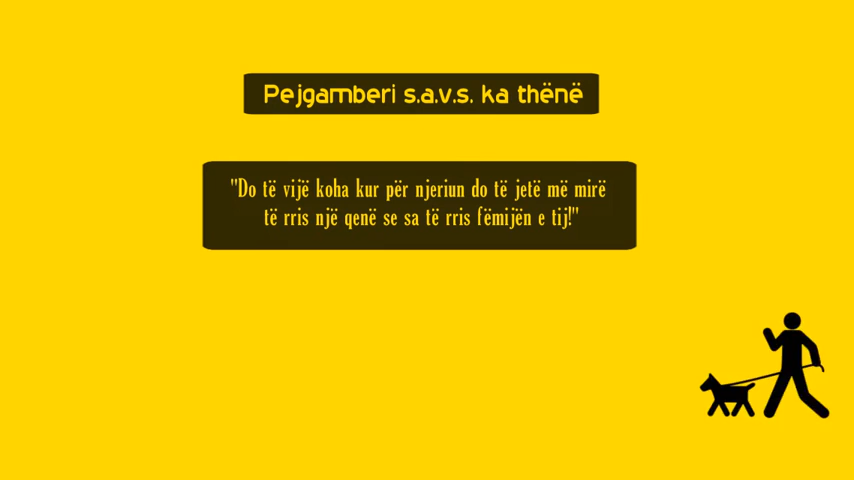 Pejgamberi s.a.v.s. ka thënë
"Do të vijë koha kur për njeriun do të jetë më mirë
të rris një qenë se sa të rris fëmijën e tij!"